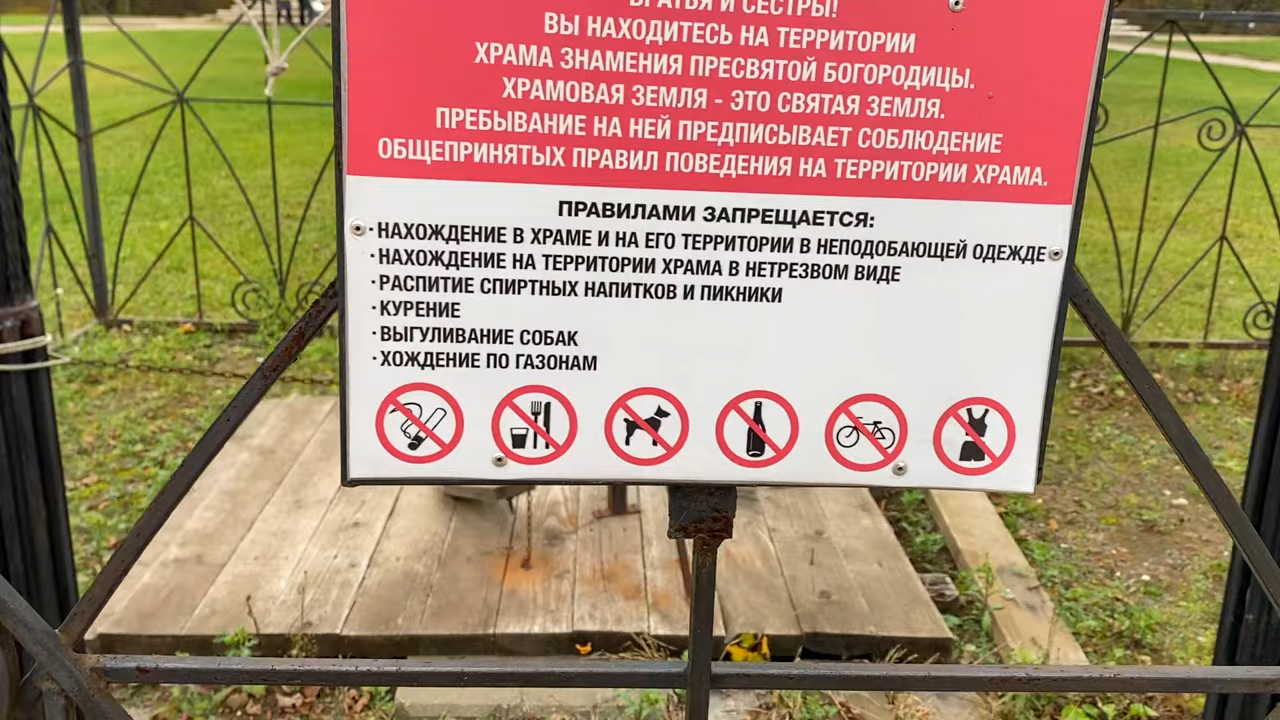 БРАТЬЯ И СЕСТРЫ!
ВЫ НАХОДИТЕСЬ НА ТЕРРИТОРИИ
ХРАМА ЗНАМЕНИЯ ПРЕСВЯТОЙ БОГОРОДИЦЫ.
ХРАМОВАЯ ЗЕМЛЯ - ЭТО СВЯТАЯ ЗЕМЛЯ.
ПРЕБЫВАНИЕ НА НЕЙ ПРЕДПИСЫВАЕТ СОБЛЮДЕНИЕ
ОБЩЕПРИНЯТЫХ ПРАВИЛ ПОВЕДЕНИЯ НА ТЕРРИТОРИИ ХРАМА.
ПРАВИЛАМИ ЗАПРЕЩАЕТСЯ:
· НАХОЖДЕНИЕ В ХРАМЕ И НА ЕГО ТЕРРИТОРИИ В НЕПОДОБАЮЩЕЙ ОДЕЖДЕ
· НАХОЖДЕНИЕ НА ТЕРРИТОРИИ ХРАМА В НЕТРЕЗВОМ ВИДЕ
· РАСПИТИЕ СПИРТНЫХ НАПИТКОВ И ПИКНИКИ
· КУРЕНИЕ
· ВЫГУЛИВАНИЕ СОБАК
· ХОЖДЕНИЕ ПО ГАЗОНАМ